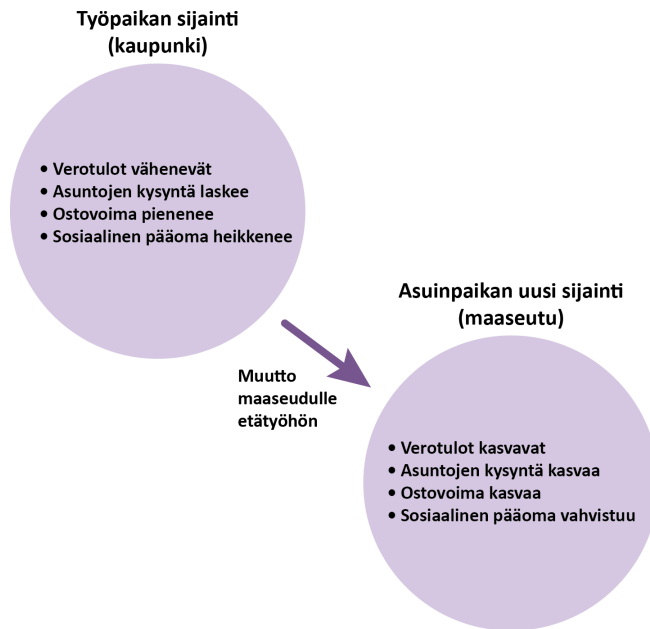 Työpaikan sijainti
(kaupunki)
• Verotulot vähenevät
• Asuntojen kysyntä laskee
• Ostovoima pienenee
• Sosiaalinen pääoma heikkenee
Muutto
maaseudulle
etätyöhön
Asuinpaikan uusi sijainti
(maaseutu)
• Verotulot kasvavat
• Asuntojen kysyntä kasvaa
• Ostovoima kasvaa
• Sosiaalinen pääoma vahvistuu